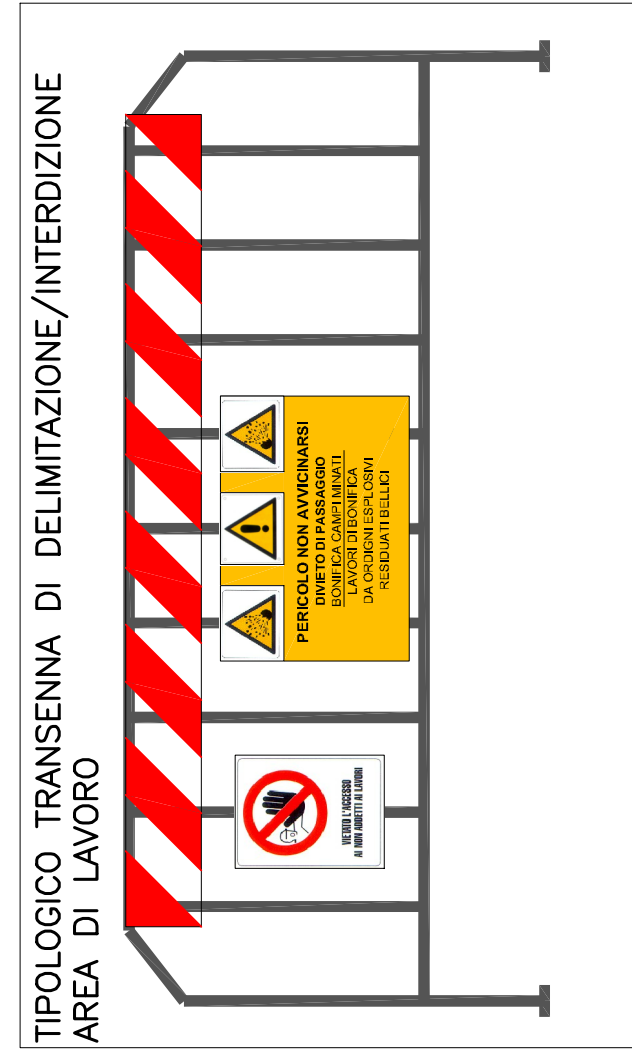 TIPOLOGICO TRANSENNA DI DELIMITAZIONE/INTERDIZIONE
AREA DI LAVORO
VIETATO L'ACCESSO
AI NON ADDETTI AI LAVORI
PERICOLO NON AVVICINARSI
DIVIETO DI PASSAGGIO
BONIFICA CAMPI MINATI
LAVORI DI BONIFICA
DA ORDIGNI ESPLOSIVI
RESIDUATI BELLICI